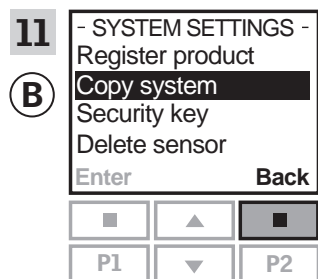 11
B
- SYSTEM SETTINGS -
Register product
Copy system
Security key
Delete sensor
Enter Back
P1 P2